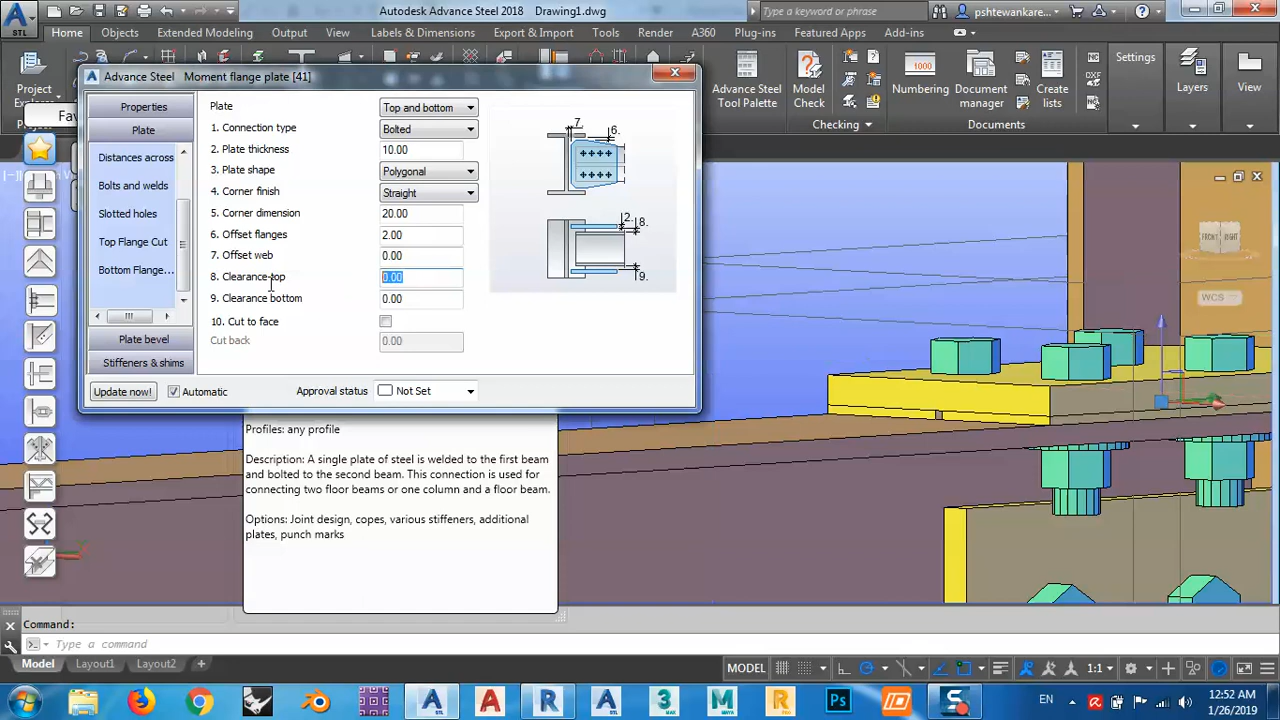 Autodesk Advance Steel 2018 Drawing1.dwg
Type a keyword or phrase
pshtewankare...
STL
Home Objects Extended Modeling Output View Labels & Dimensions Export & Import Tools Render A360 Plug-ins Featured Apps Add-ins
Project
Advance Steel
Tool Palette
Model
Check
Numbering
Document
manager
Create
lists
Settings
Layers
View
Checking
Documents
Advance Steel Moment flange plate [41]
Properties
Plate
Distances across
Bolts and welds
Slotted holes
Top Flange Cut
Bottom Flange...
Plate bevel
Stiffeners & shims
Plate Top and bottom
1. Connection type Bolted
2. Plate thickness 10.00
3. Plate shape Polygonal
4. Corner finish Straight
5. Corner dimension 20.00
6. Offset flanges 2.00
7. Offset web 0.00
8. Clearance top 0.00
9. Clearance bottom 0.00
10. Cut to face
Cut back 0.00
7. 6.
2. 8.
9.
Update now! Automatic Approval status Not Set
FRONT RIGHT
WCS
Profiles: any profile
Description: A single plate of steel is welded to the first beam
and bolted to the second beam. This connection is used for
connecting two floor beams or one column and a floor beam.
Options: Joint design, copes, various stiffeners, additional
plates, punch marks
Command:
Type a command
Model Layout1 Layout2 +
MODEL 1:1
EN
12:52 AM
1/26/2019